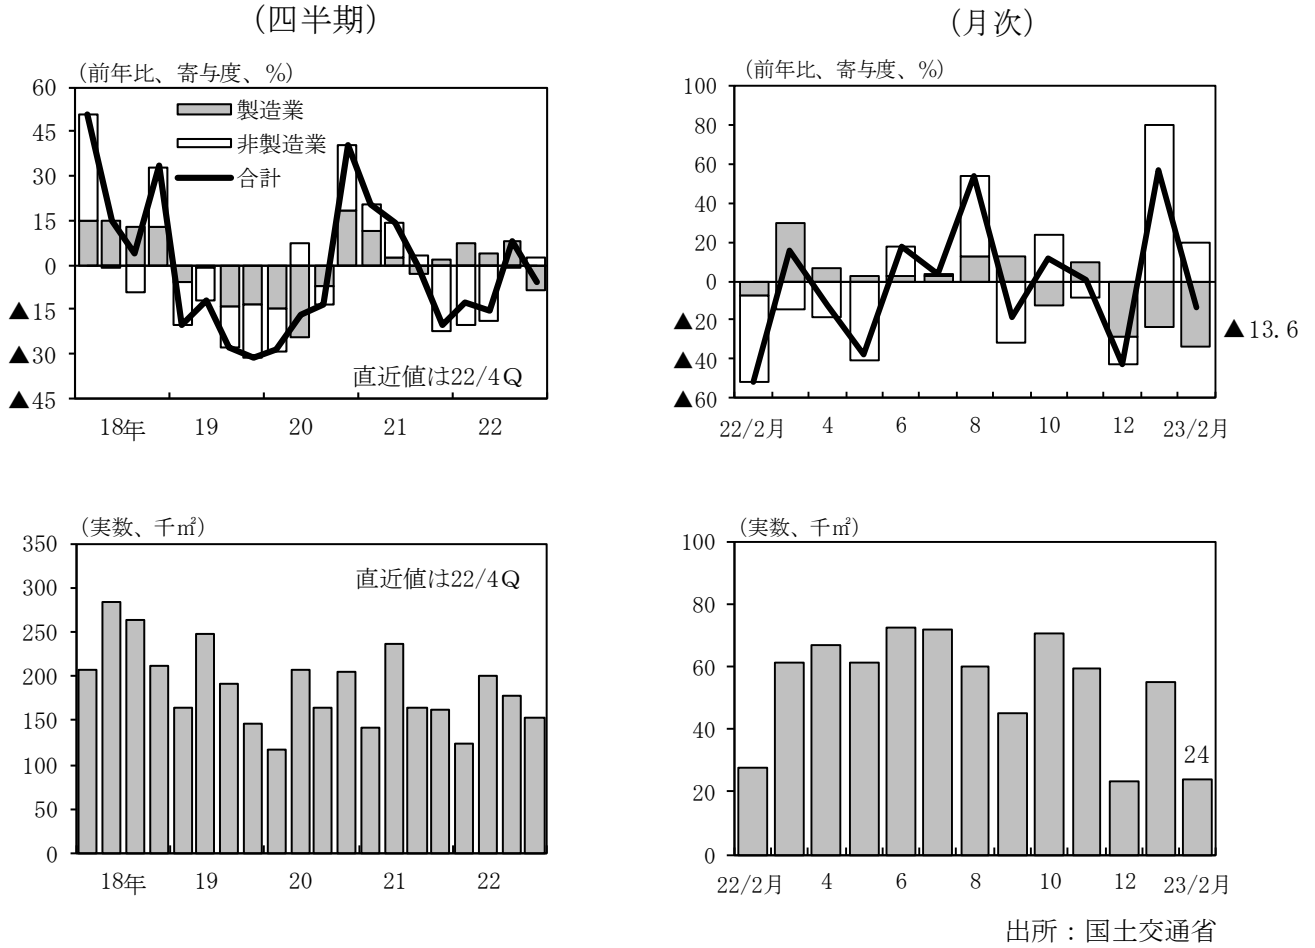 (四半期)
(前年比、寄与度、%)
60
45
30
15
0
▲15
▲30
▲45
製造業
非製造業
合計
直近値は22/4Q
18年 19 20 21 22
(月次)
(前年比、寄与度、%)
100
80
60
40
20
0
▲20
▲40
▲60
▲13.6
22/2月 4 6 8 10 12 23/2月
(実数、千㎡)
350
300
250
200
150
100
50
0
直近値は22/4Q
18年 19 20 21 22
(実数、千㎡)
100
80
60
40
20
0
24
22/2月 4 6 8 10 12 23/2月
出所：国土交通省